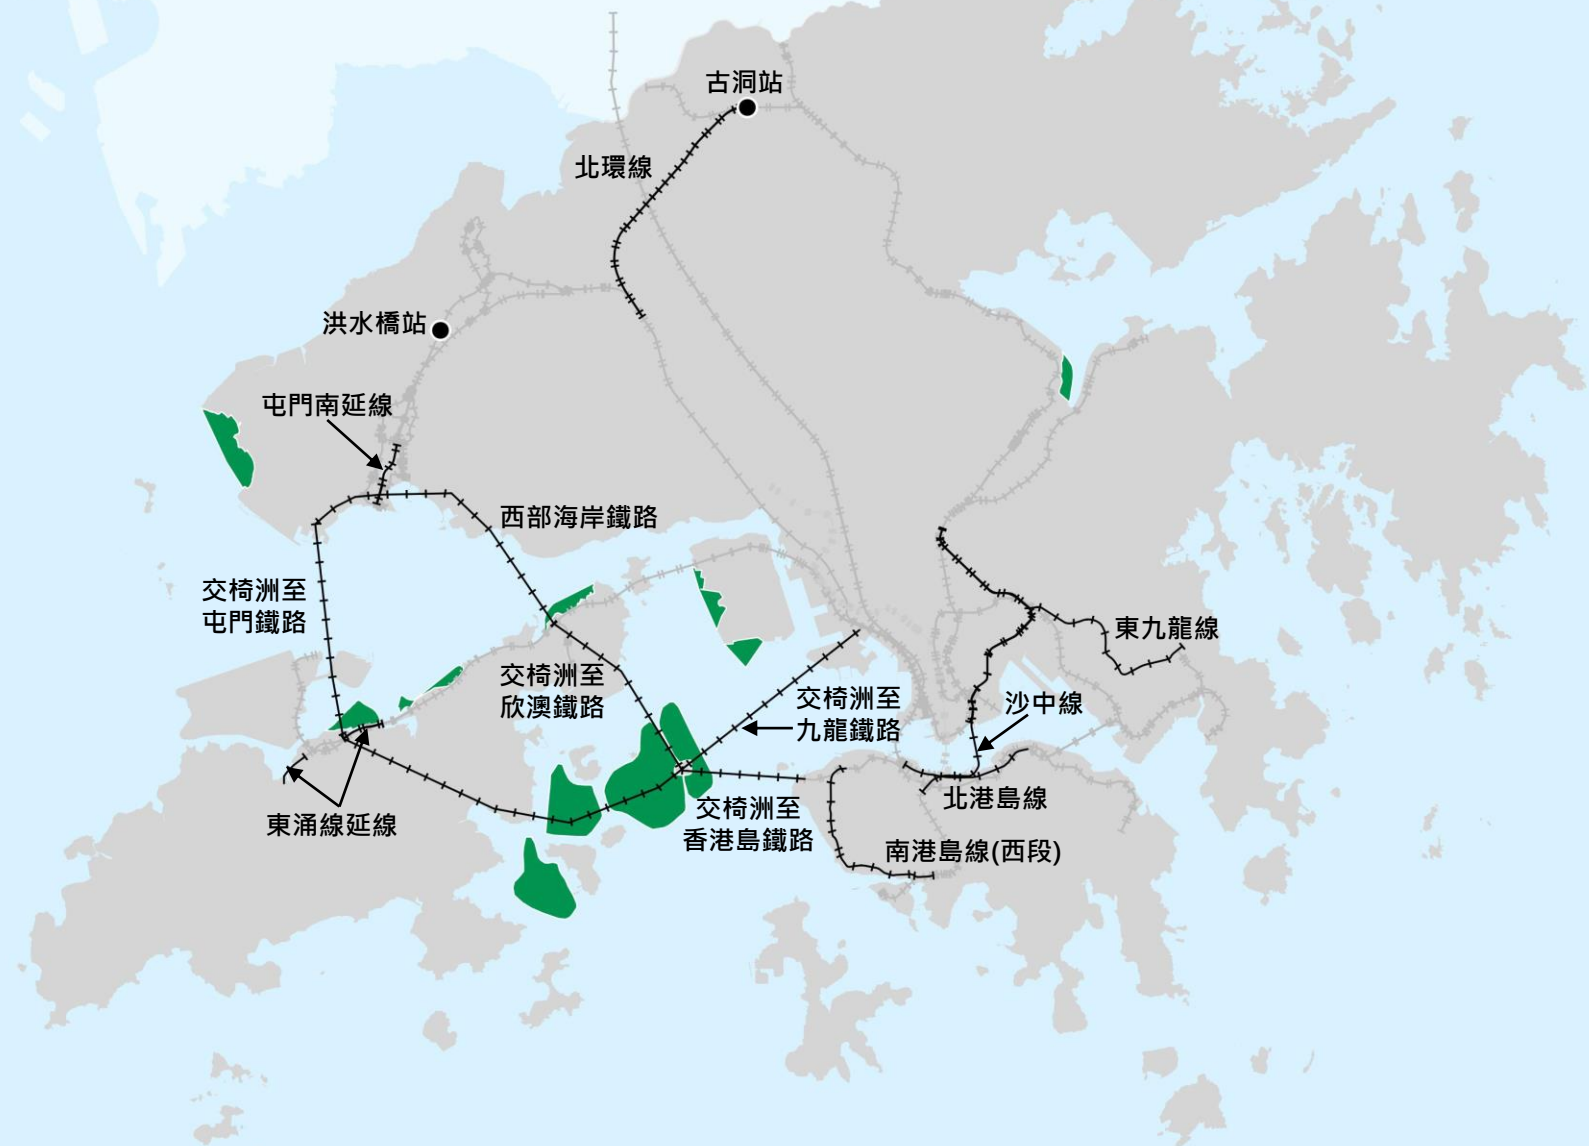 古洞站
北環線
洪水橋站
屯門南延線
西部海岸鐵路
交椅洲至
屯門鐵路
東九龍線
交椅洲至
欣澳鐵路
交椅洲至
九龍鐵路
沙中線
北港島線
交椅洲至
香港島鐵路
東涌線延線
南港島線(西段)